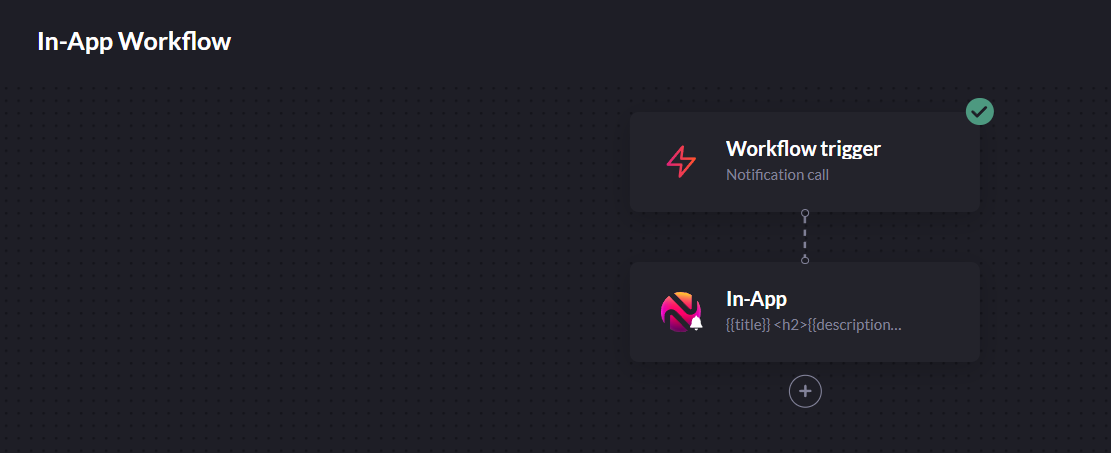 In-App Workflow
Workflow trigger
Notification call
In-App
{{title}} <h2>{{description...